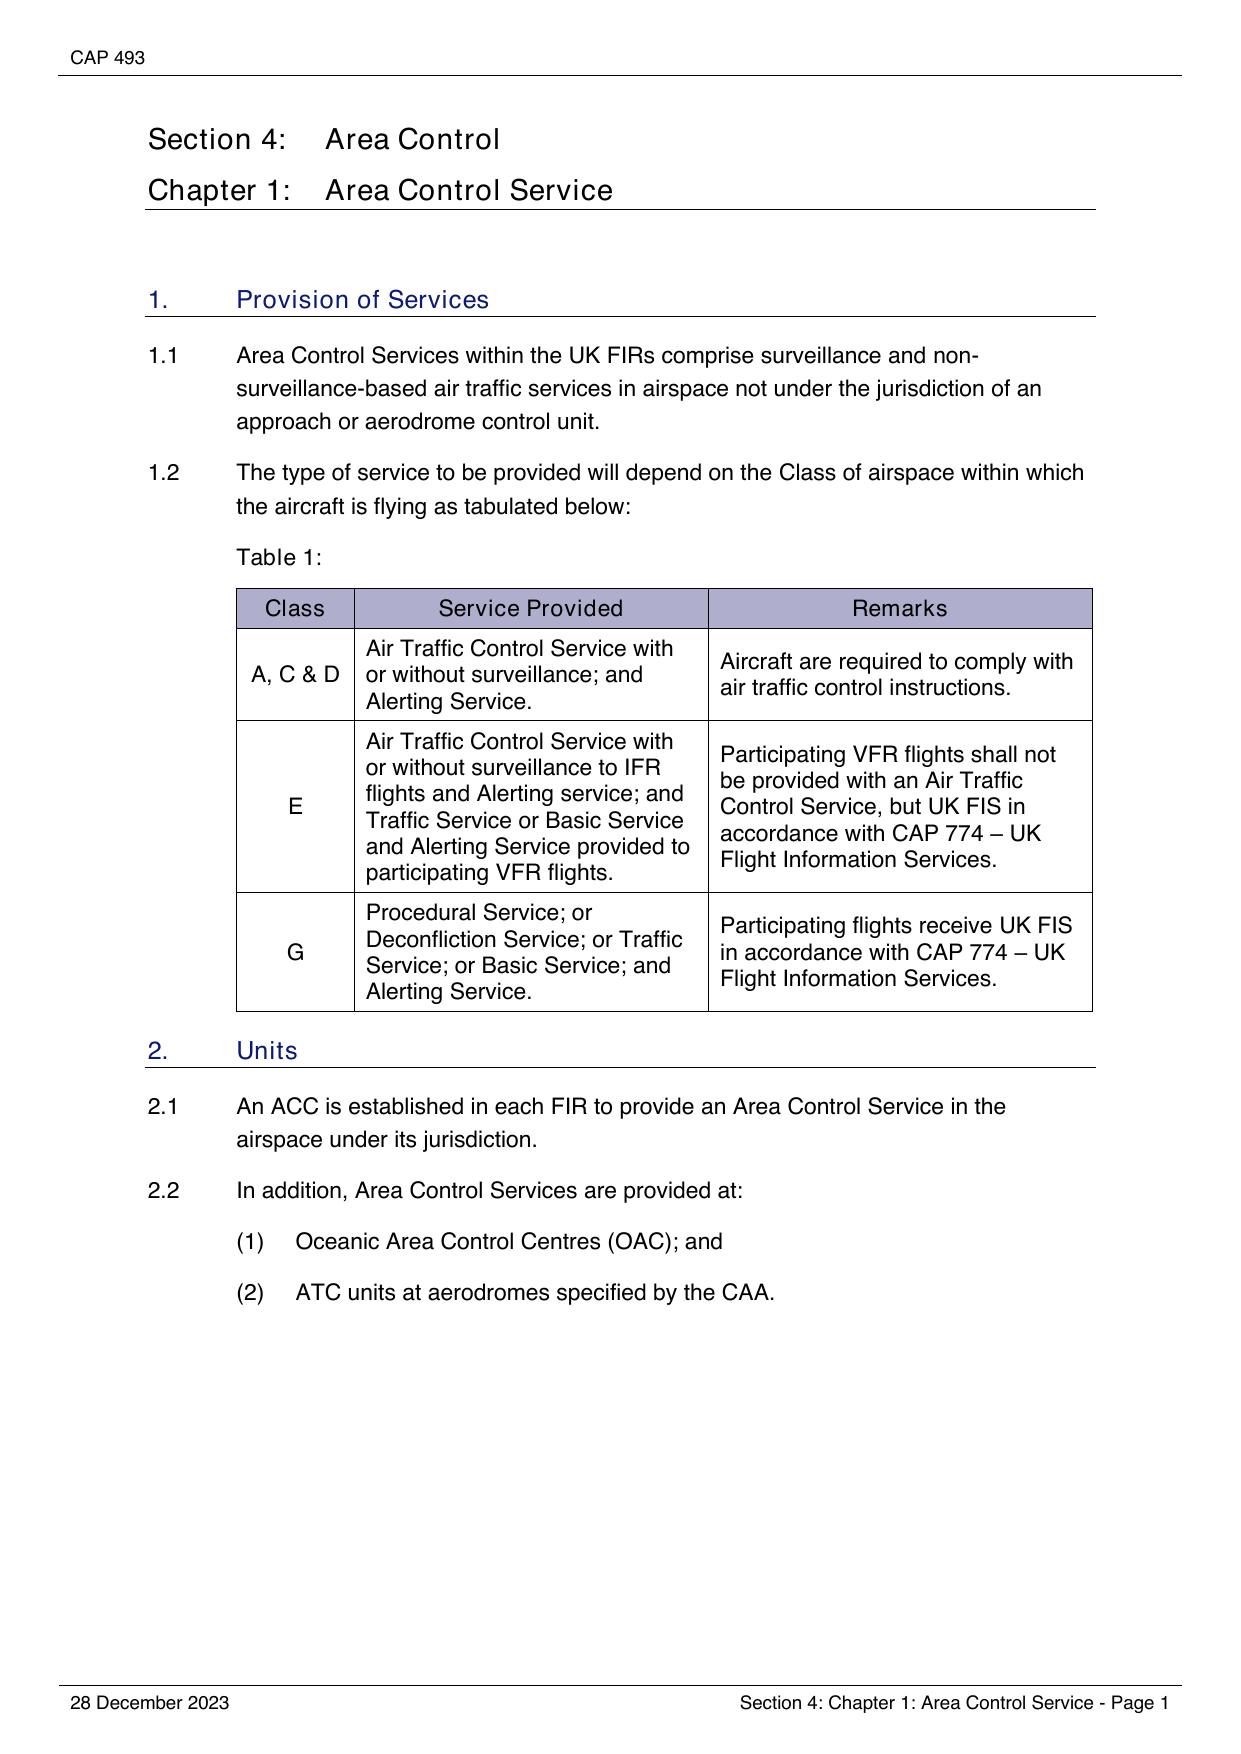 CAP 493
Section 4: Area Control
Chapter 1: Area Control Service
1. Provision of Services
1.1 Area Control Services within the UK FIRs comprise surveillance and non-
surveillance-based air traffic services in airspace not under the jurisdiction of an
approach or aerodrome control unit.
1.2 The type of service to be provided will depend on the Class of airspace within which
the aircraft is flying as tabulated below:
Table 1:
Class Service Provided Remarks
A, C & D
Air Traffic Control Service with
or without surveillance; and
Alerting Service.
Aircraft are required to comply with
air traffic control instructions.
E
Air Traffic Control Service with
or without surveillance to IFR
flights and Alerting service; and
Traffic Service or Basic Service
and Alerting Service provided to
participating VFR flights.
Participating VFR flights shall not
be provided with an Air Traffic
Control Service, but UK FIS in
accordance with CAP 774 – UK
Flight Information Services.
G
Procedural Service; or
Deconfliction Service; or Traffic
Service; or Basic Service; and
Alerting Service.
Participating flights receive UK FIS
in accordance with CAP 774 – UK
Flight Information Services.
2. Units
2.1 An ACC is established in each FIR to provide an Area Control Service in the
airspace under its jurisdiction.
2.2 In addition, Area Control Services are provided at:
(1) Oceanic Area Control Centres (OAC); and
(2) ATC units at aerodromes specified by the CAA.
28 December 2023 Section 4: Chapter 1: Area Control Service - Page 1